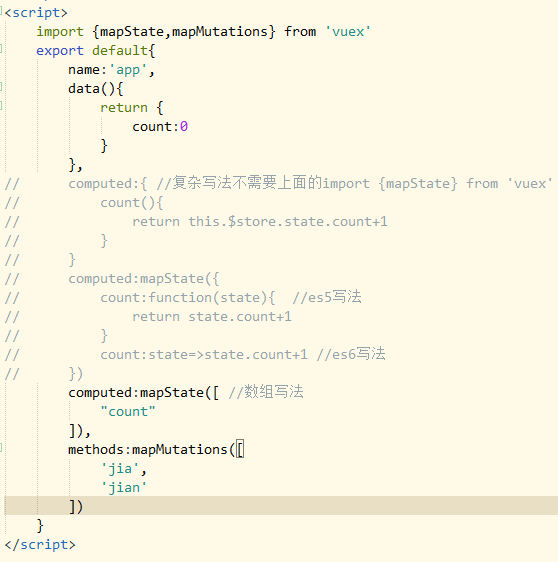 <script>
    import {mapState,mapMutations} from 'vuex'
    export default{
        name:'app',
        data(){
            return {
                count:0
            }
        },
//      computed:{ //复杂写法不需要上面的import {mapState} from 'vuex'
//          count(){
//              return this.$store.state.count+1
//          }
//      }
//      computed:mapState({
//          count:function(state){  //es5写法
//              return state.count+1
//          }
//          count:state=>state.count+1 //es6写法
//      })
        computed:mapState([ //数组写法
            "count"
        ]),
        methods:mapMutations([
            'jia',
            'jian'
        ])
    }
</script>